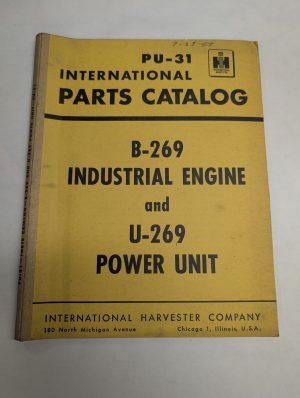 PU-31
INTERNATIONAL
PARTS CATALOG
IH
B-269
INDUSTRIAL ENGINE
and
U-269
POWER UNIT
INTERNATIONAL HARVESTER COMPANY
180 North Michigan Avenue Chicago 1, Illinois, U.S.A.